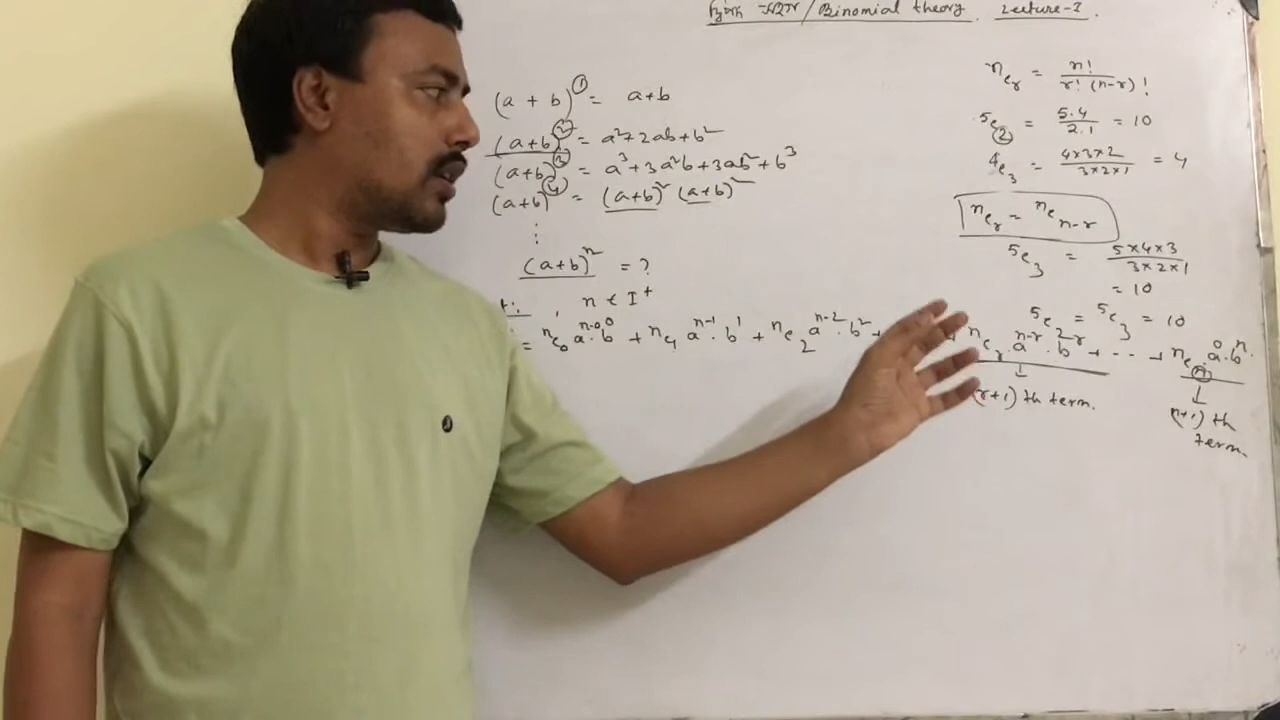 / Binomial theory Lecture-I.
(a + b)¹ = a+b
(a+b)² = a²+2ab+b²
(a+b)³ = a³+3a²b+3ab²+b³
(a+b)⁴ = (a+b)² (a+b)²
⋮
(a+b)ⁿ = ?
, n ∈ I⁺
= ⁿc₀ aⁿ⁻⁰.b⁰ + ⁿc₁ aⁿ⁻¹.b¹ + ⁿc₂ aⁿ⁻².b² + ⁿcᵣ.aⁿ⁻ʳ.bʳ + -- + ⁿcₙ.a⁰.bⁿ.
(r+1) th term.
(n+1) th
term.
ⁿcᵣ = n! / r! (n-r) !
⁵c₂ = 5.4 / 2.1 = 10
⁴c₃ = 4×3×2 / 3×2×1 = 4
ⁿcᵣ = ⁿcₙ₋ᵣ
⁵c₃ = 5×4×3 / 3×2×1
= 10
⁵c₂ = ⁵c₃ = 10